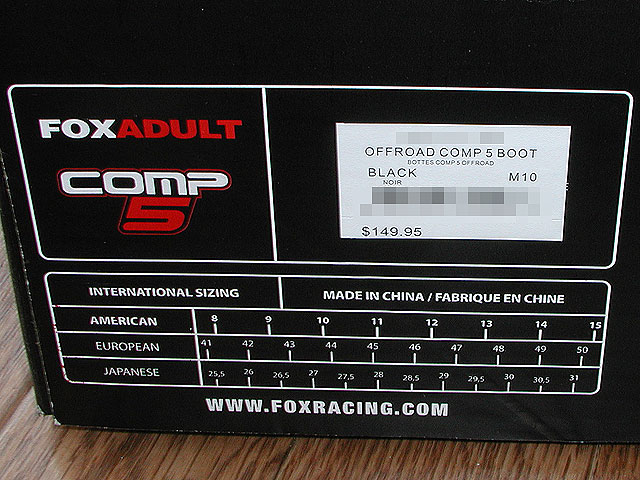 FOXADULT
COMP 5
OFFROAD COMP 5 BOOT
BOTTES COMP 5 OFFROAD
BLACK M10
NOIR
$149.95
INTERNATIONAL SIZING
MADE IN CHINA / FABRIQUE EN CHINE
AMERICAN 8 9 10 11 12 13 14 15
EUROPEAN 41 42 43 44 45 46 47 48 49 50
JAPANESE 25,5 26 26,5 27 27,5 28 28,5 29 29,5 30 30,5 31
WWW.FOXRACING.COM